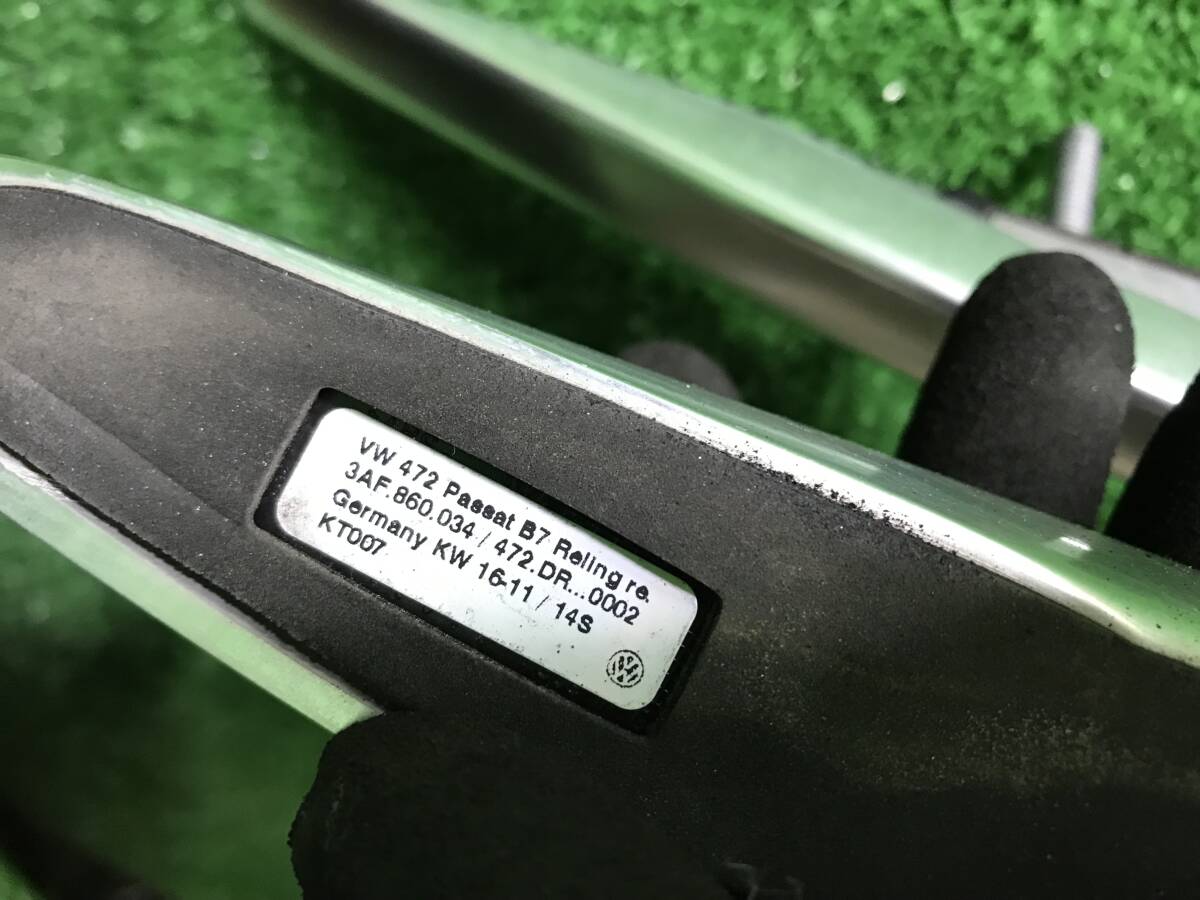 VW 472 Passat B7 Reling re.
3AF.860.034 / 472.DR...0002
Germany KW 16-11 / 14S
KT007